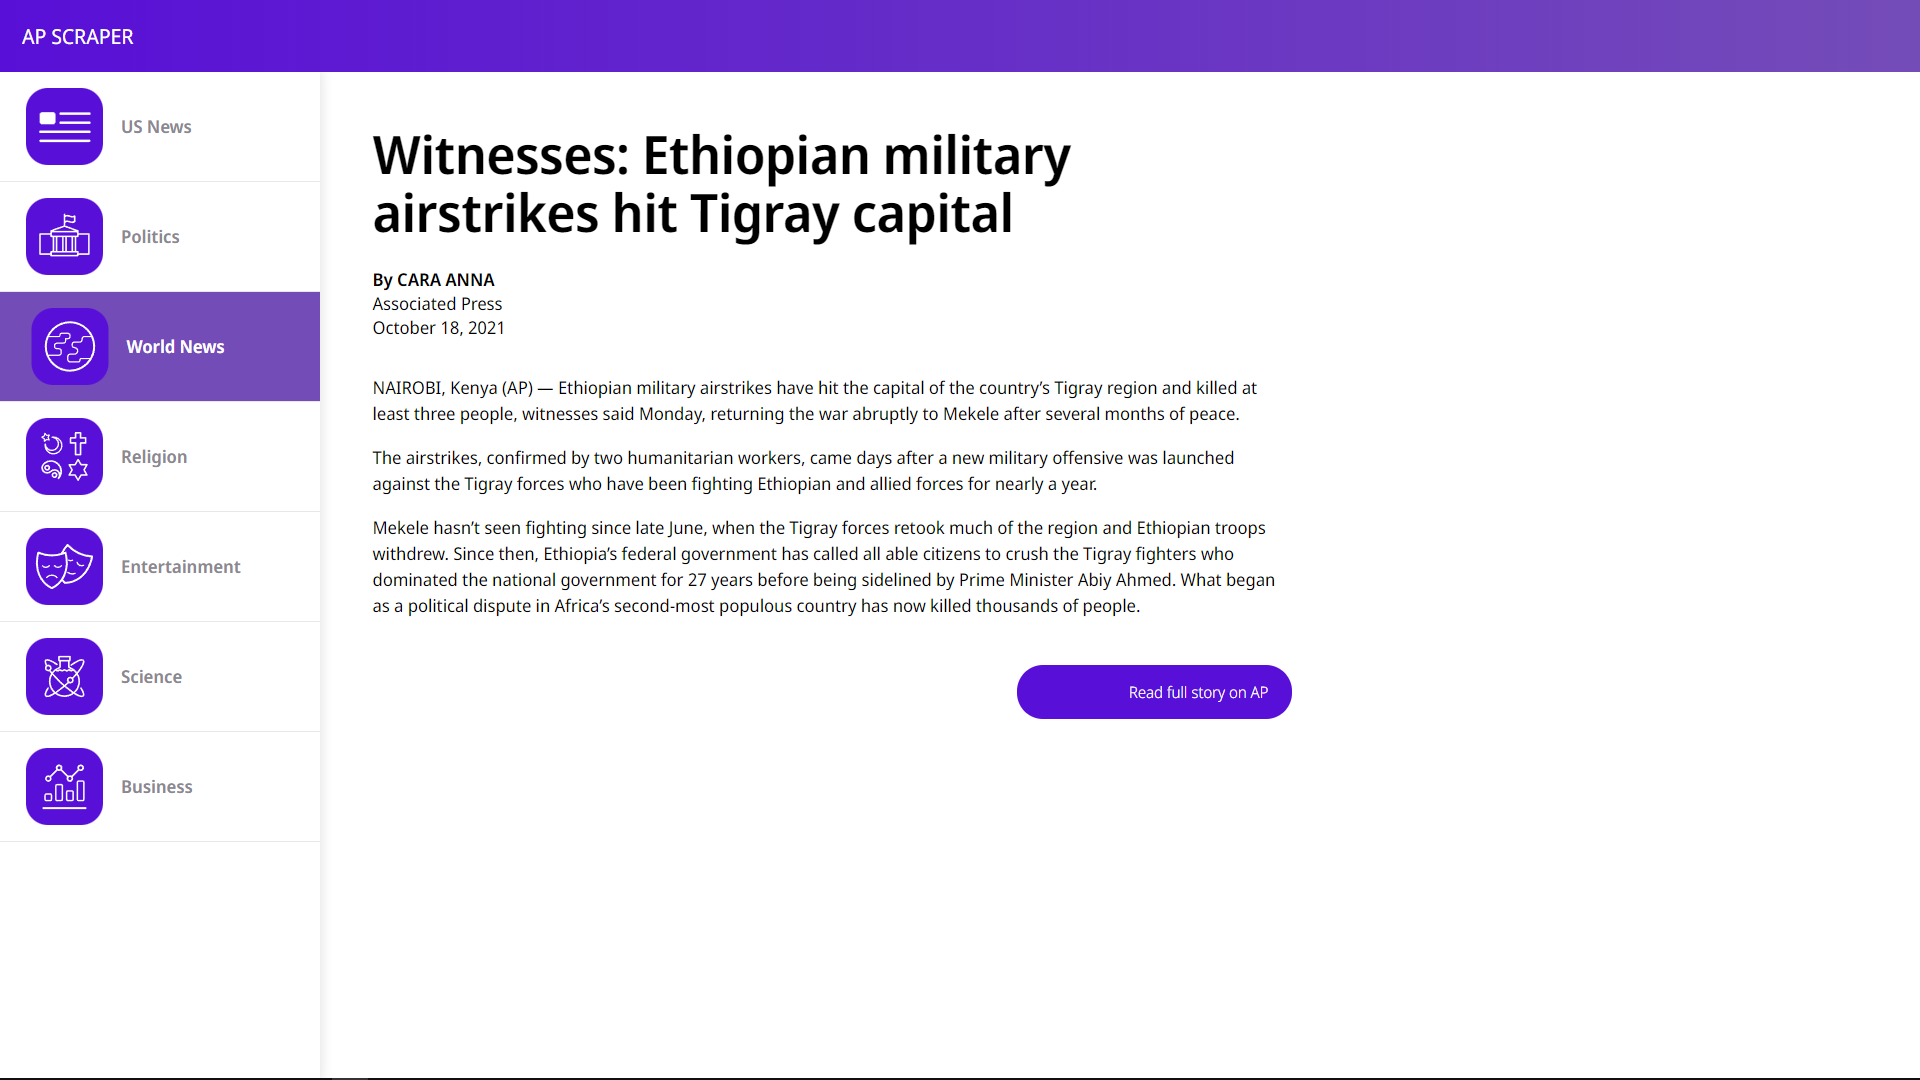 AP SCRAPER
US News
Politics
World News
Religion
Entertainment
Science
Business
Witnesses: Ethiopian military
airstrikes hit Tigray capital
By CARA ANNA
Associated Press
October 18, 2021
NAIROBI, Kenya (AP) — Ethiopian military airstrikes have hit the capital of the country’s Tigray region and killed at
least three people, witnesses said Monday, returning the war abruptly to Mekele after several months of peace.
The airstrikes, confirmed by two humanitarian workers, came days after a new military offensive was launched
against the Tigray forces who have been fighting Ethiopian and allied forces for nearly a year.
Mekele hasn’t seen fighting since late June, when the Tigray forces retook much of the region and Ethiopian troops
withdrew. Since then, Ethiopia’s federal government has called all able citizens to crush the Tigray fighters who
dominated the national government for 27 years before being sidelined by Prime Minister Abiy Ahmed. What began
as a political dispute in Africa’s second-most populous country has now killed thousands of people.
Read full story on AP